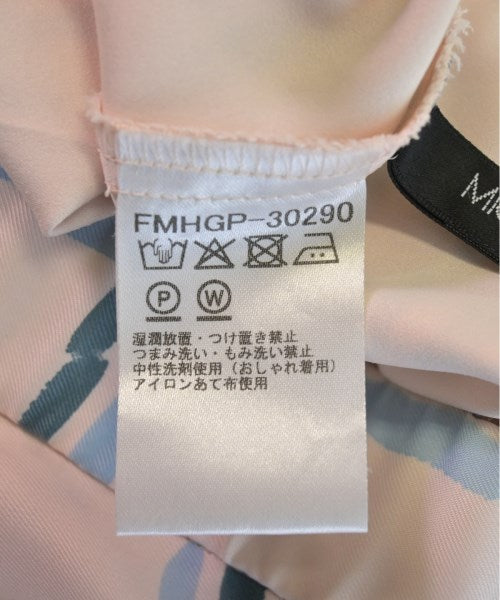 FMHGP-30290
P W
湿潤放置・つけ置き禁止
つまみ洗い・もみ洗い禁止
中性洗剤使用（おしゃれ着用）
アイロンあて布使用